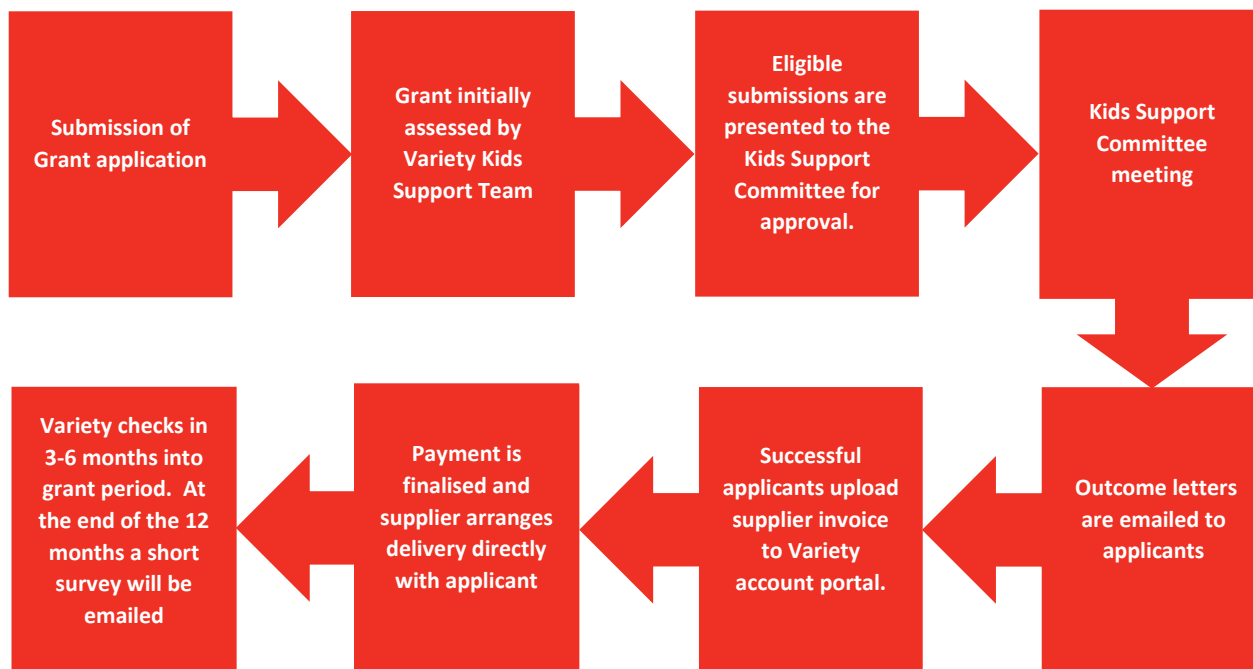 Submission of
Grant application
Grant initially
assessed by
Variety Kids
Support Team
Eligible
submissions are
presented to the
Kids Support
Committee for
approval.
Kids Support
Committee
meeting
Outcome letters
are emailed to
applicants
Successful
applicants upload
supplier invoice
to Variety
account portal.
Payment is
finalised and
supplier arranges
delivery directly
with applicant
Variety checks in
3-6 months into
grant period.  At
the end of the 12
months a short
survey will be
emailed